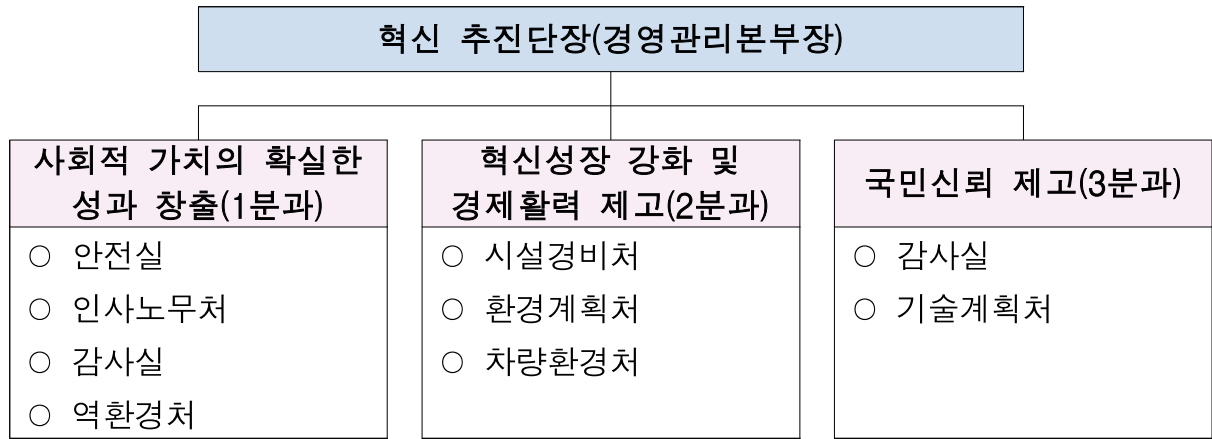 혁신 추진단장(경영관리본부장)
사회적 가치의 확실한
성과 창출(1분과)
○ 안전실
○ 인사노무처
○ 감사실
○ 역환경처
혁신성장 강화 및
경제활력 제고(2분과)
○ 시설경비처
○ 환경계획처
○ 차량환경처
국민신뢰 제고(3분과)
○ 감사실
○ 기술계획처